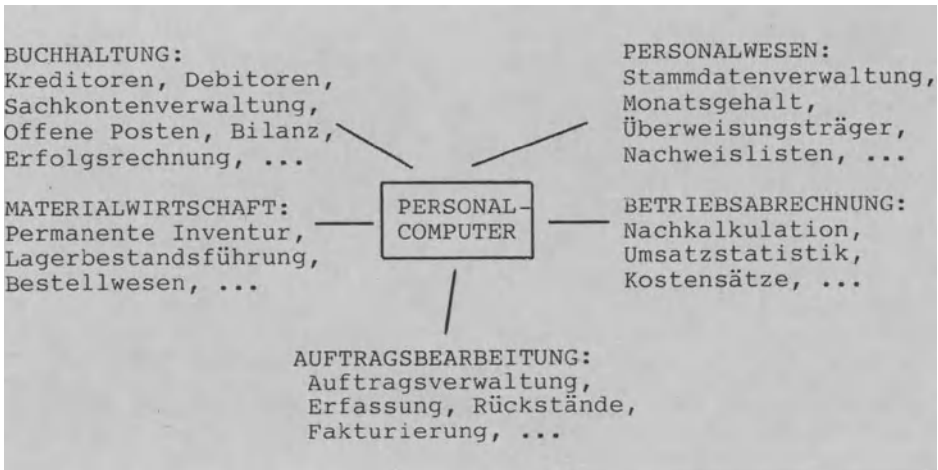 BUCHHALTUNG:
Kreditoren, Debitoren,
Sachkontenverwaltung,
Offene Posten, Bilanz,
Erfolgsrechnung, ...
PERSONALWESEN:
Stammdatenverwaltung,
Monatsgehalt,
Überweisungsträger,
Nachweislisten, ...
MATERIALWIRTSCHAFT:
Permanente Inventur,
Lagerbestandsführung,
Bestellwesen, ...
PERSONAL-
COMPUTER
BETRIEBSABRECHNUNG:
Nachkalkulation,
Umsatzstatistik,
Kostensätze, ...
AUFTRAGSBEARBEITUNG:
Auftragsverwaltung,
Erfassung, Rückstände,
Fakturierung, ...